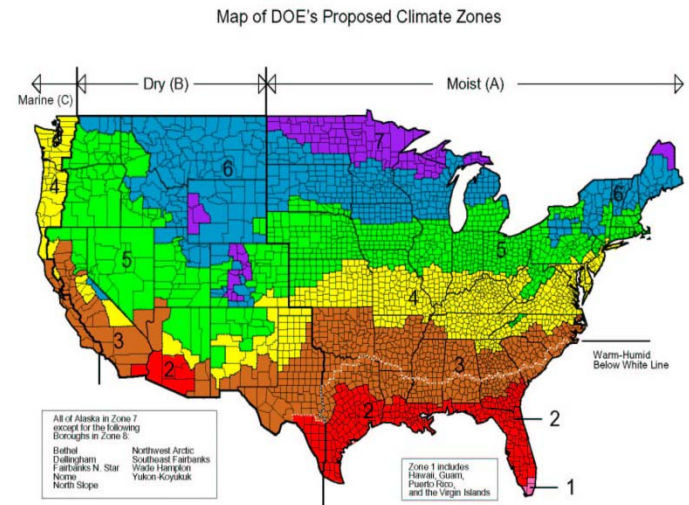 Map of DOE's Proposed Climate Zones
Marine (C)
Dry (B)
Moist (A)
7
6
6
4
5
5
4
3
3
2
2
Warm-Humid
Below White Line
2
1
All of Alaska in Zone 7
except for the following
Boroughs in Zone 8:
Bethel Northwest Arctic
Dellingham Southeast Fairbanks
Fairbanks N. Star Wade Hampton
Nome Yukon-Koyukuk
North Slope
Zone 1 includes
Hawaii, Guam,
Puerto Rico,
and the Virgin Islands